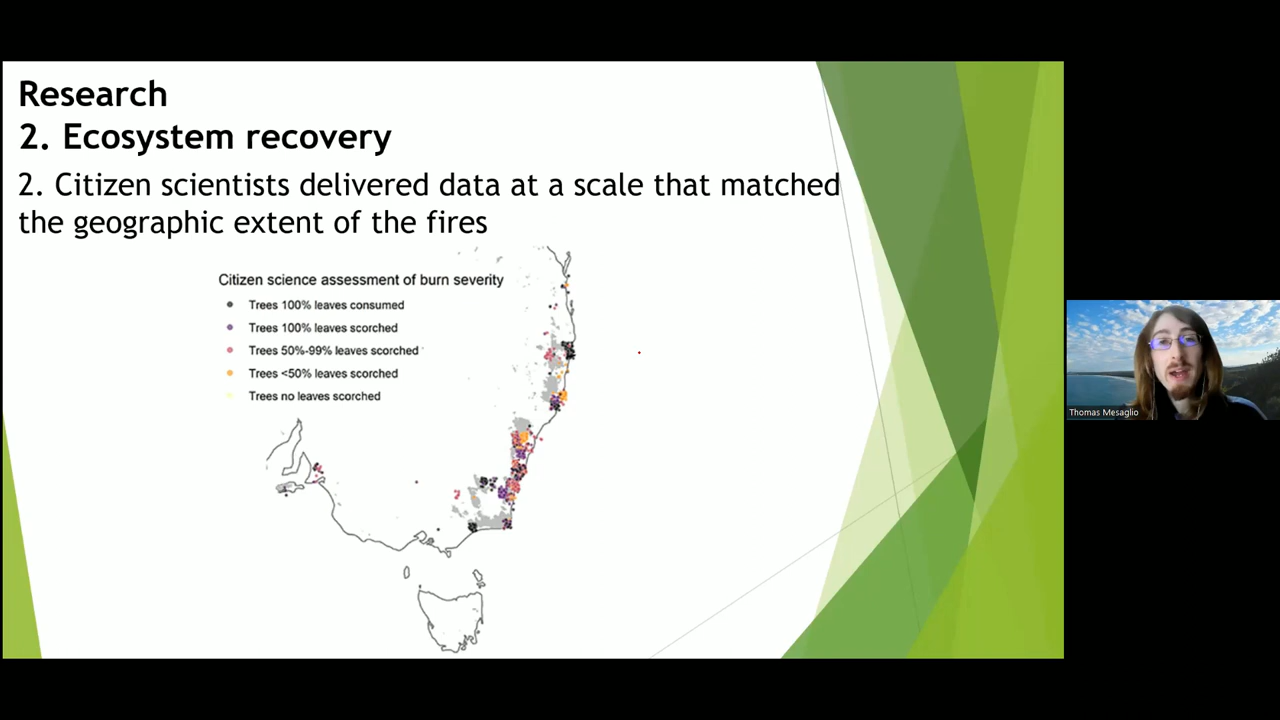 Research
2. Ecosystem recovery
2. Citizen scientists delivered data at a scale that matched
the geographic extent of the fires
Citizen science assessment of burn severity
Trees 100% leaves consumed
Trees 100% leaves scorched
Trees 50%-99% leaves scorched
Trees <50% leaves scorched
Trees no leaves scorched
Thomas Mesaglio